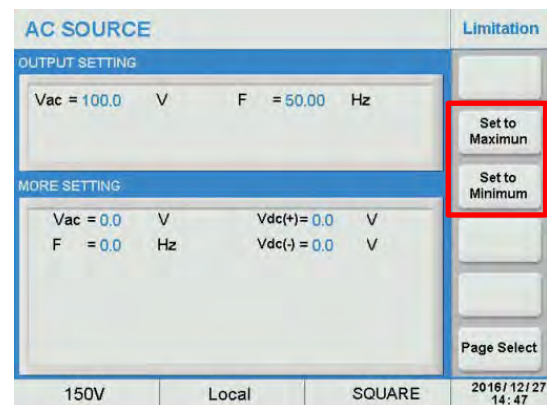 AC SOURCE
Limitation
OUTPUT SETTING
Vac = 100.0 V F = 50.00 Hz
Set to
Maximun
Set to
Minimum
MORE SETTING
Vac = 0.0 V Vdc(+)= 0.0 V
F = 0.0 Hz Vdc(-) = 0.0 V
Page Select
150V Local SQUARE
2016/12/27
14:47